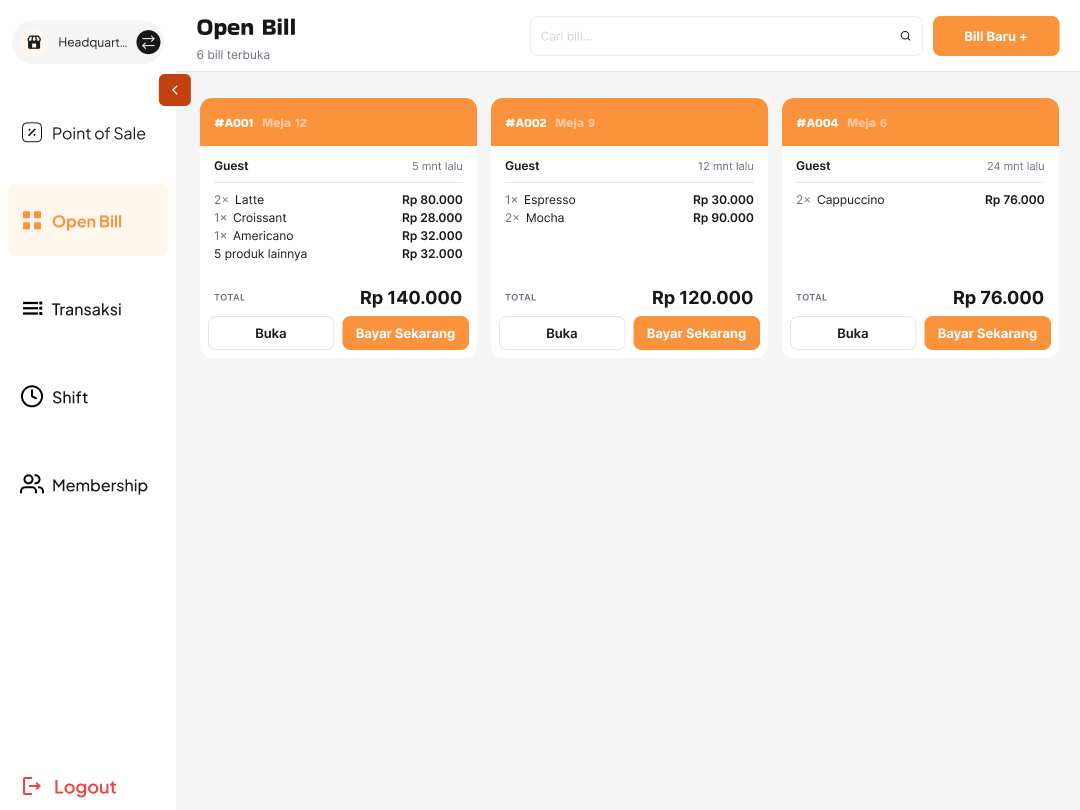 Headquart...
Open Bill
6 bill terbuka
Cari bill...
Bill Baru +
Point of Sale
Open Bill
Transaksi
Shift
Membership
Logout
#A001 Meja 12
Guest 5 mnt lalu
2× Latte Rp 80.000
1× Croissant Rp 28.000
1× Americano Rp 32.000
5 produk lainnya Rp 32.000
TOTAL Rp 140.000
Buka Bayar Sekarang
#A002 Meja 9
Guest 12 mnt lalu
1× Espresso Rp 30.000
2× Mocha Rp 90.000
TOTAL Rp 120.000
Buka Bayar Sekarang
#A004 Meja 6
Guest 24 mnt lalu
2× Cappuccino Rp 76.000
TOTAL Rp 76.000
Buka Bayar Sekarang